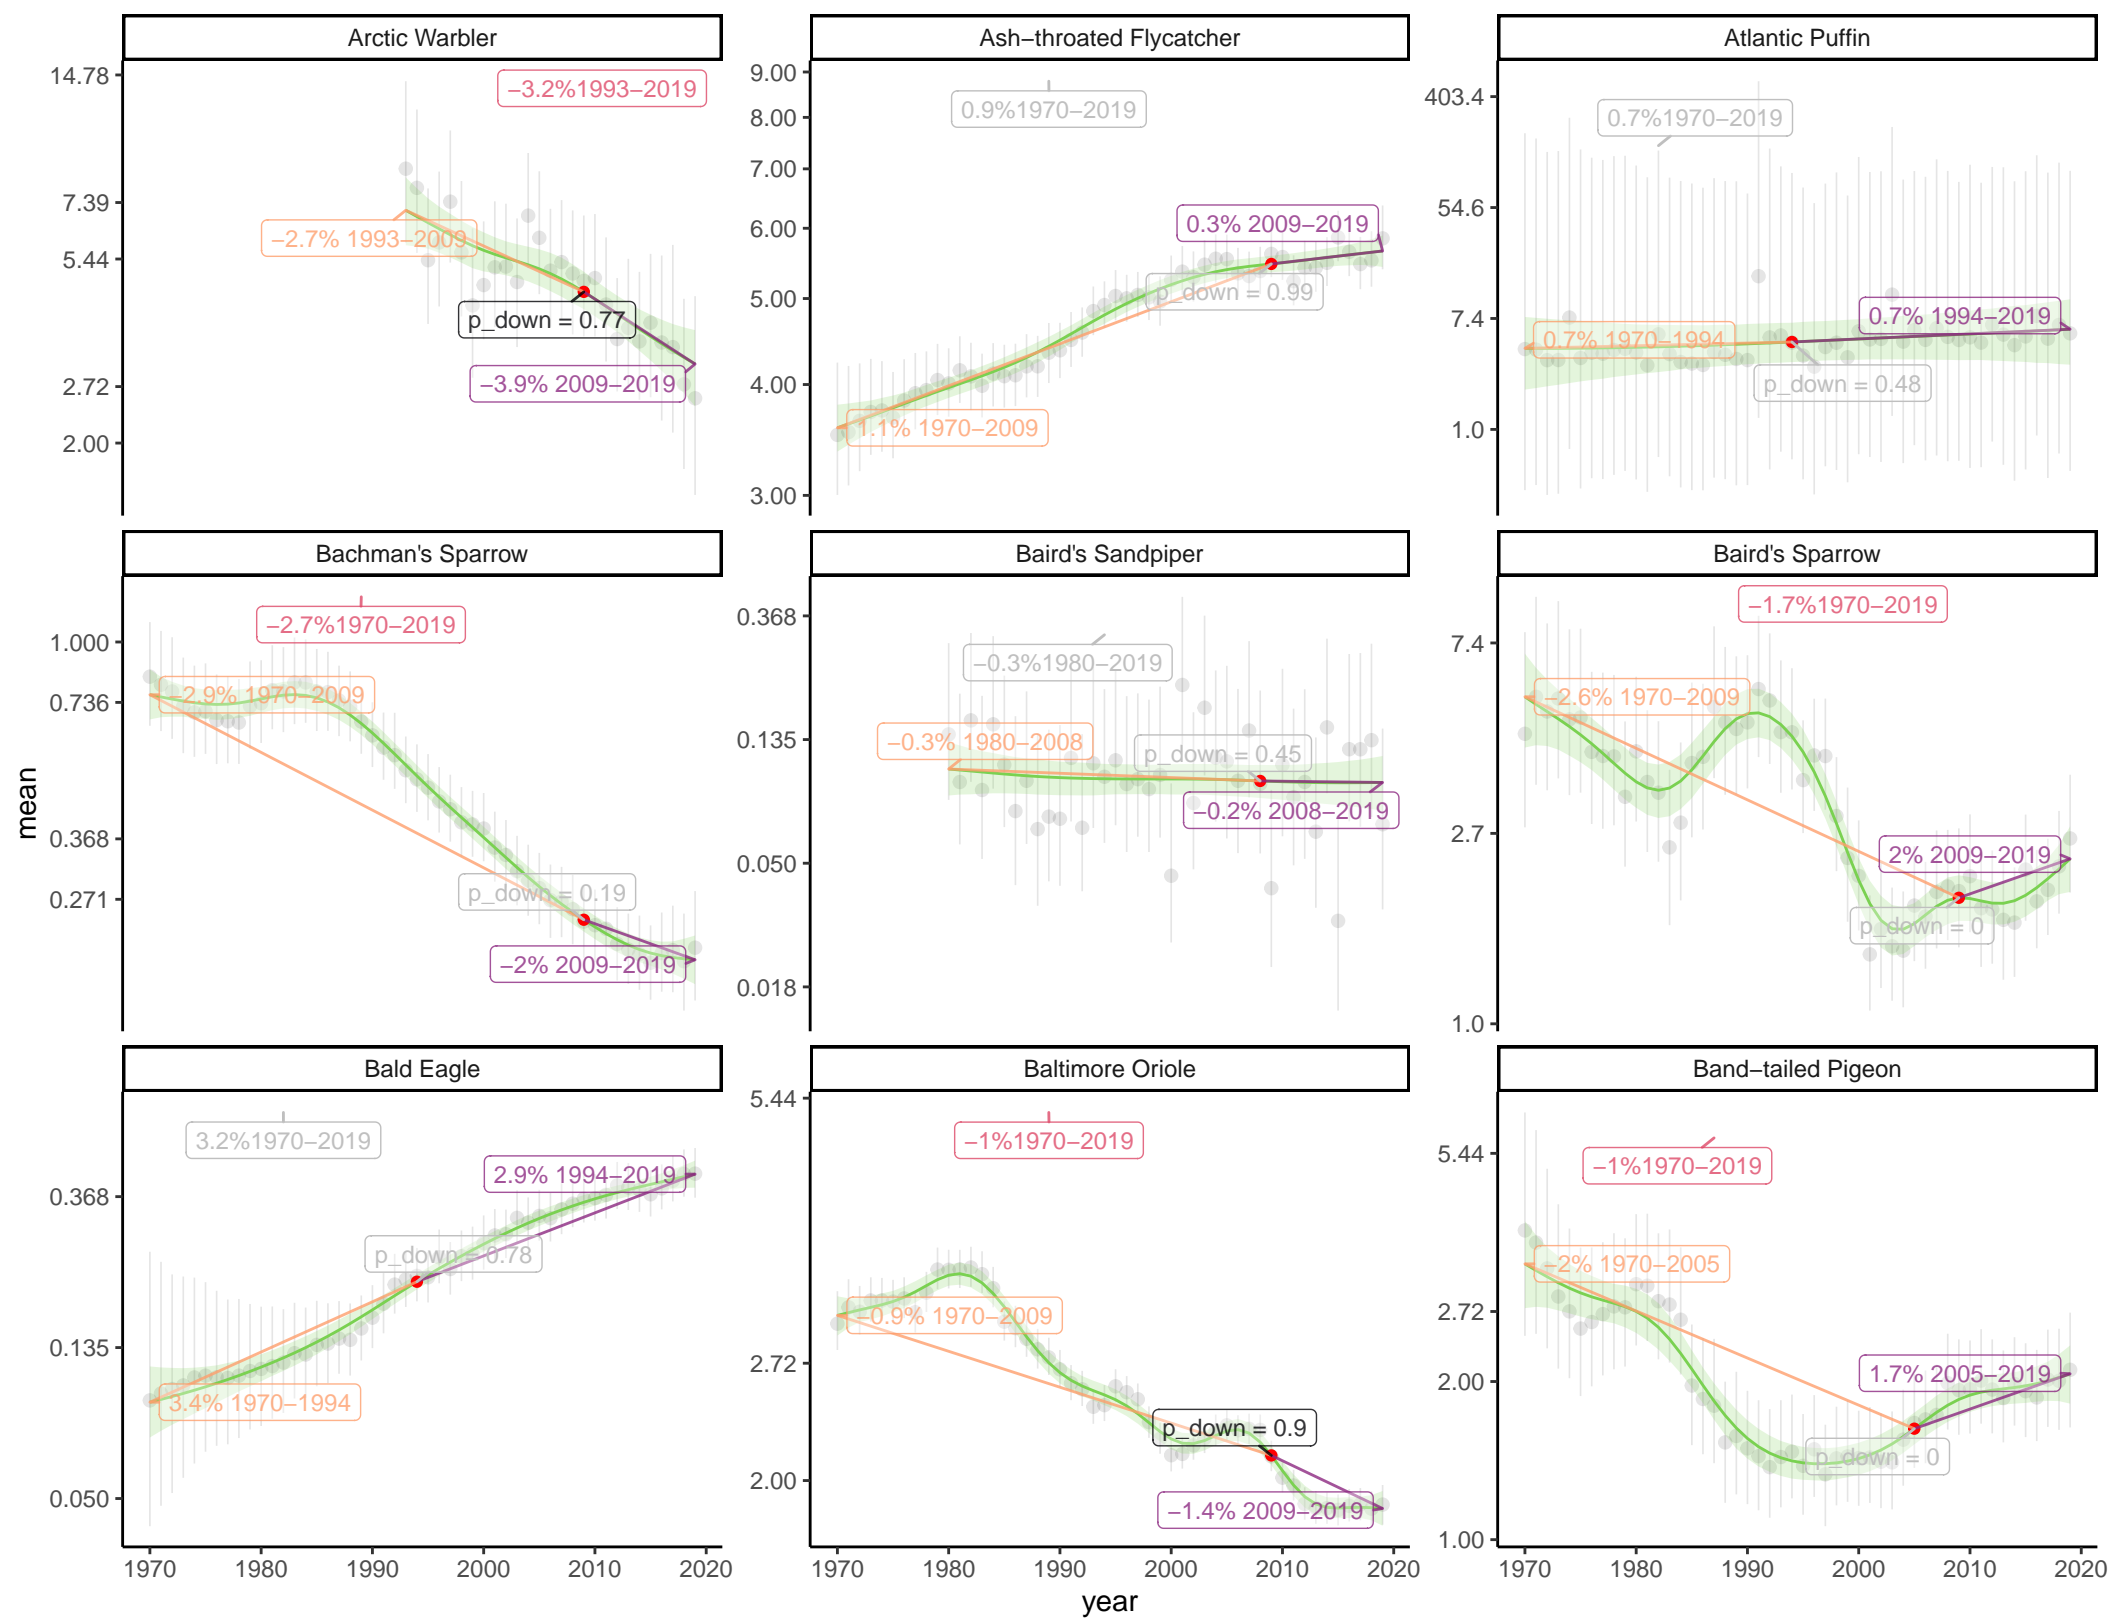 Arctic Warbler
14.78
7.39
5.44
2.72
2.00
−3.2%1993−2019
−2.7% 1993−2009
p_down = 0.77
−3.9% 2009−2019
Ash−throated Flycatcher
9.00
8.00
7.00
6.00
5.00
4.00
3.00
0.9%1970−2019
0.3% 2009−2019
p_down = 0.99
1.1% 1970−2009
Atlantic Puffin
403.4
54.6
7.4
1.0
0.7%1970−2019
0.7% 1994−2019
0.7% 1970−1994
p_down = 0.48
mean
Bachman's Sparrow
1.000
0.736
0.368
0.271
−2.7%1970−2019
−2.9% 1970−2009
p_down = 0.19
−2% 2009−2019
Baird's Sandpiper
0.368
0.135
0.050
0.018
−0.3%1980−2019
−0.3% 1980−2008
p_down = 0.45
−0.2% 2008−2019
Baird's Sparrow
7.4
2.7
1.0
−1.7%1970−2019
−2.6% 1970−2009
2% 2009−2019
p_down = 0
Bald Eagle
0.368
0.135
0.050
3.2%1970−2019
2.9% 1994−2019
p_down = 0.78
3.4% 1970−1994
1970 1980 1990 2000 2010 2020
Baltimore Oriole
5.44
2.72
2.00
−1%1970−2019
−0.9% 1970−2009
p_down = 0.9
−1.4% 2009−2019
1970 1980 1990 2000 2010 2020
Band−tailed Pigeon
5.44
2.72
2.00
1.00
−1%1970−2019
−2% 1970−2005
1.7% 2005−2019
p_down = 0
1970 1980 1990 2000 2010 2020
year